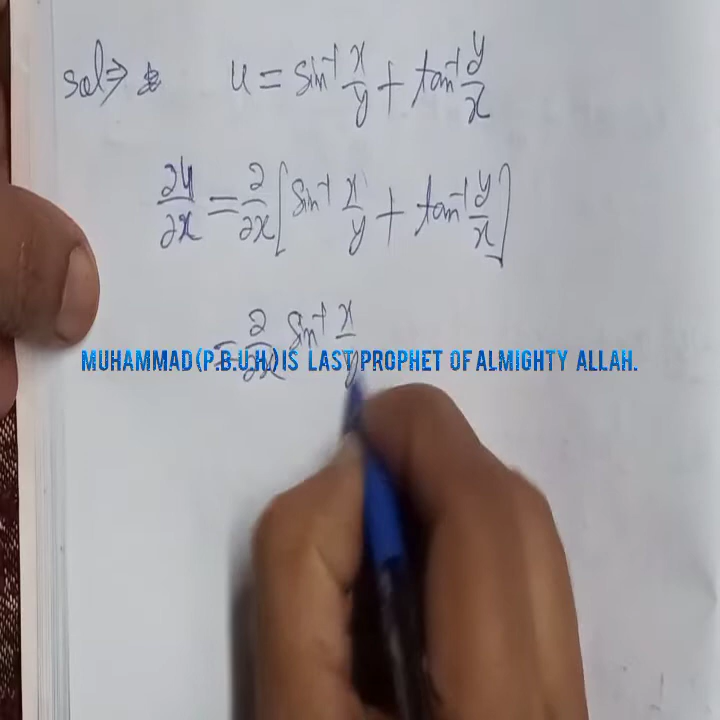 sol⇒ u = sin⁻¹ x/y + tan⁻¹ y/x
∂u/∂x = ∂/∂x [sin⁻¹ x/y + tan⁻¹ y/x]
= ∂/∂x sin⁻¹ x/y
MUHAMMAD(P.B.U.H.) IS LAST PROPHET OF ALMIGHTY ALLAH.